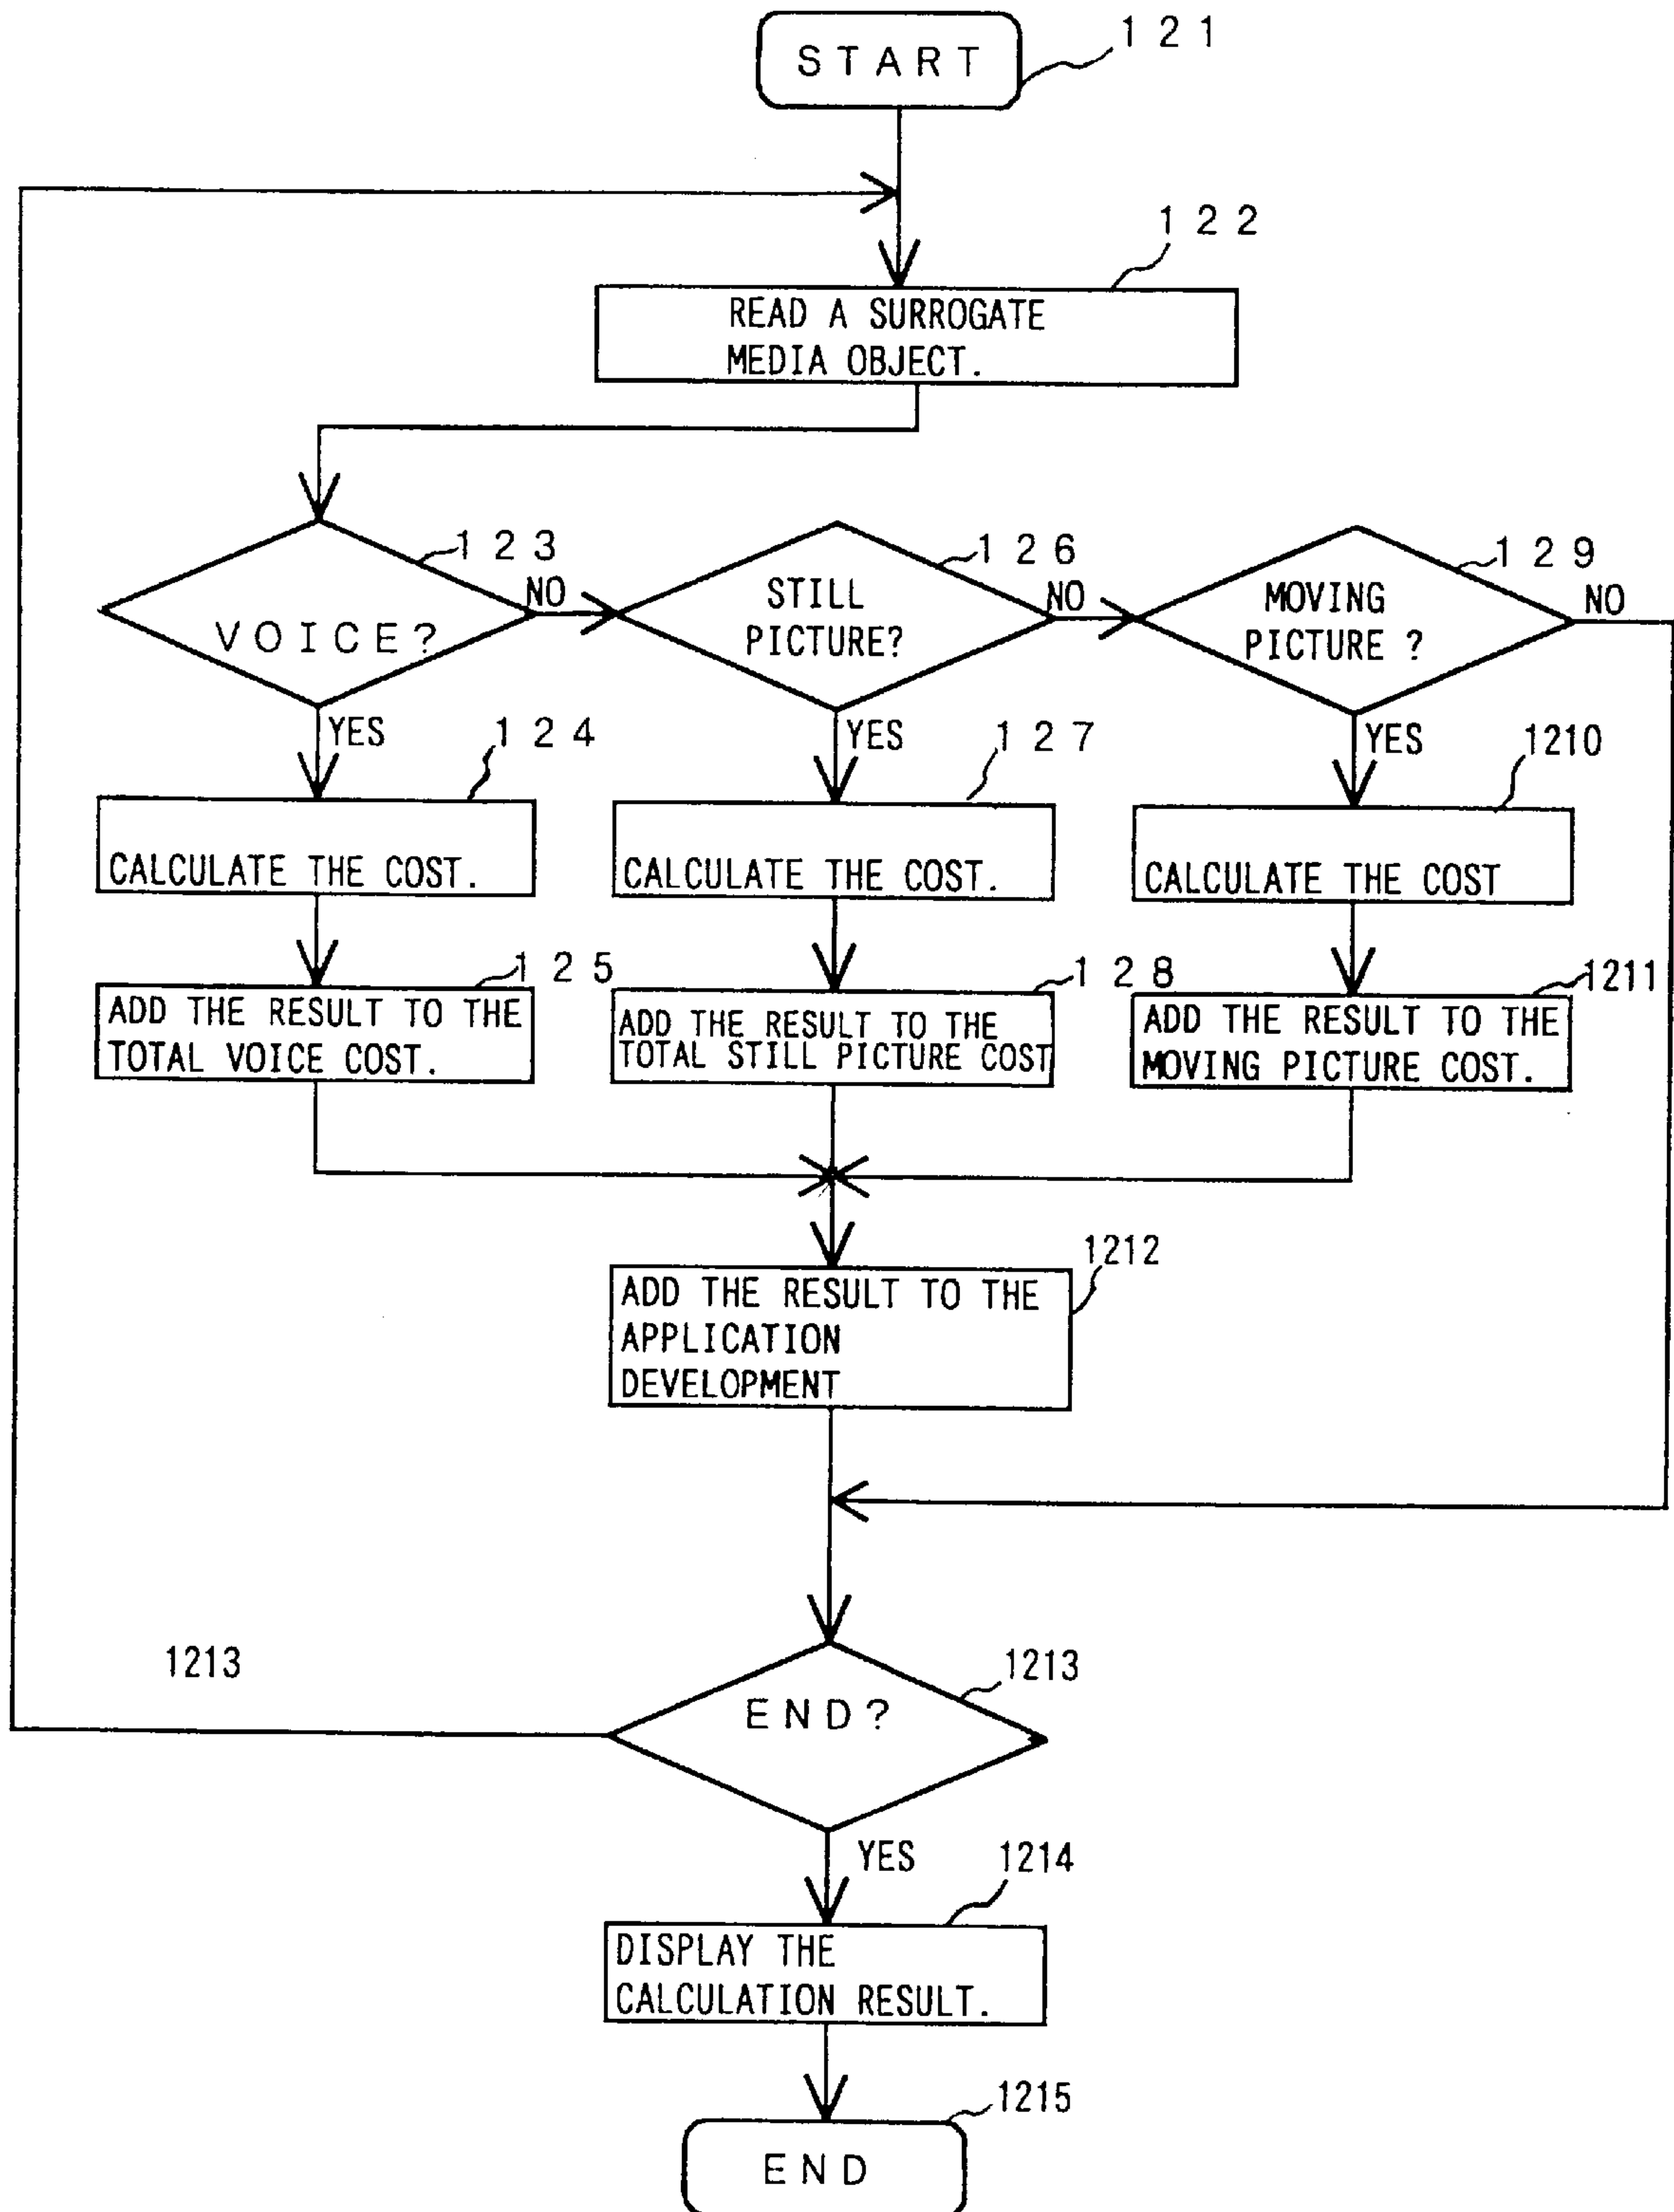 START
121
122
READ A SURROGATE
MEDIA OBJECT.
123
VOICE?
NO
126
STILL
PICTURE?
NO
129
MOVING
PICTURE ?
NO
YES
124
YES
127
YES
1210
CALCULATE THE COST.
CALCULATE THE COST.
CALCULATE THE COST
125
ADD THE RESULT TO THE
TOTAL VOICE COST.
128
ADD THE RESULT TO THE
TOTAL STILL PICTURE COST
1211
ADD THE RESULT TO THE
MOVING PICTURE COST.
1212
ADD THE RESULT TO THE
APPLICATION
DEVELOPMENT
1213
1213
END?
YES
1214
DISPLAY THE
CALCULATION RESULT.
1215
END